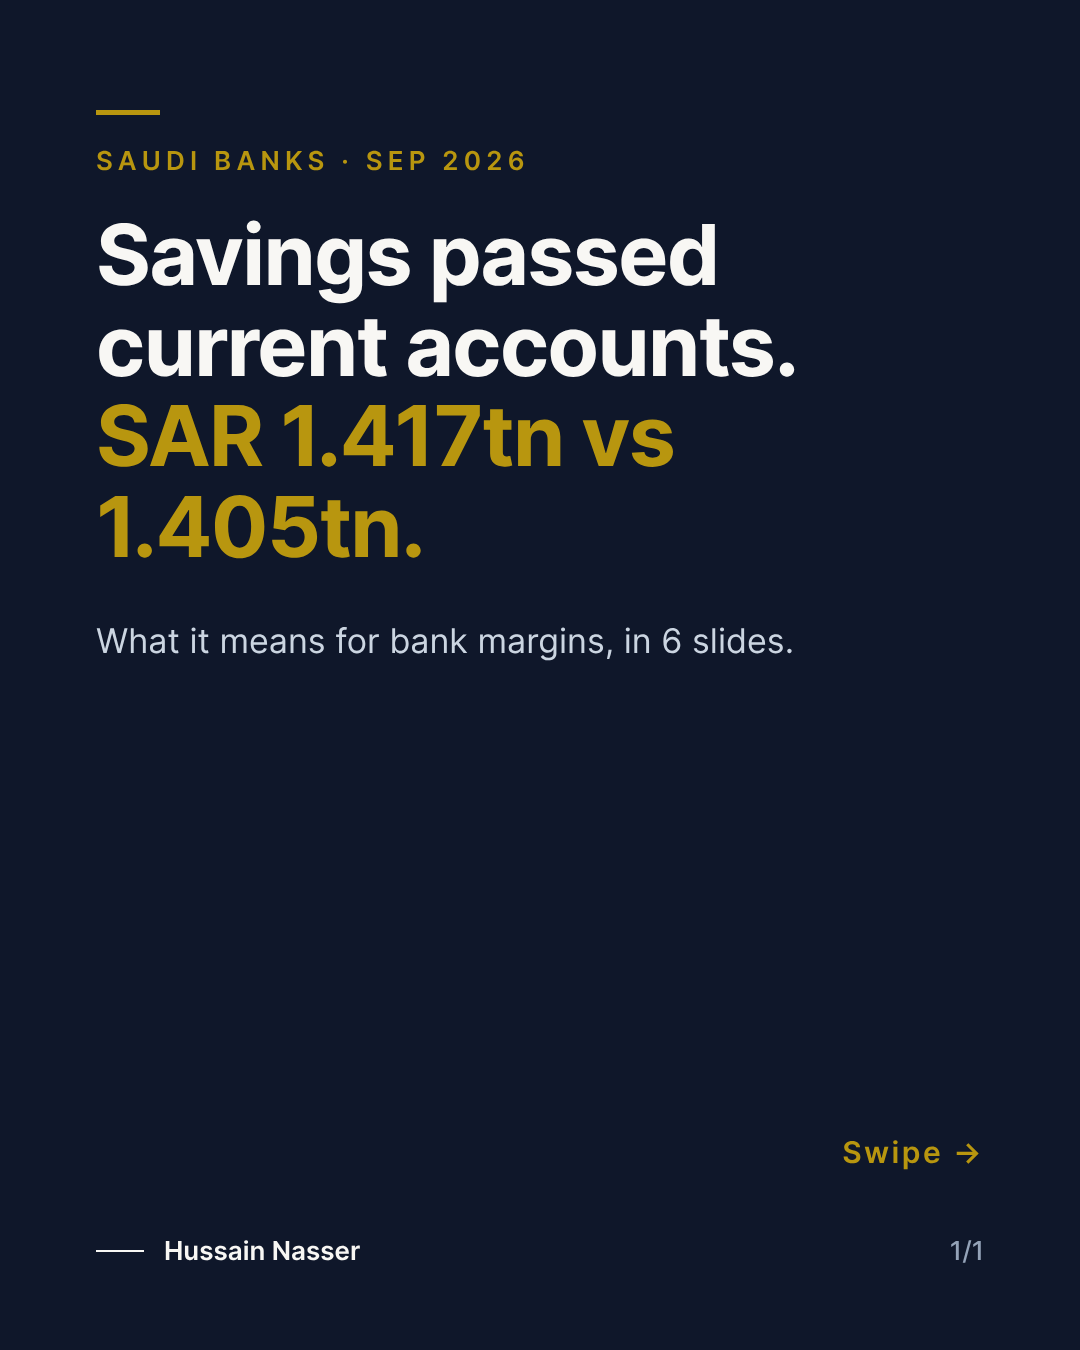 SAUDI BANKS · SEP 2026
Savings passed
current accounts.
SAR 1.417tn vs
1.405tn.
What it means for bank margins, in 6 slides.
Swipe →
Hussain Nasser
1/1